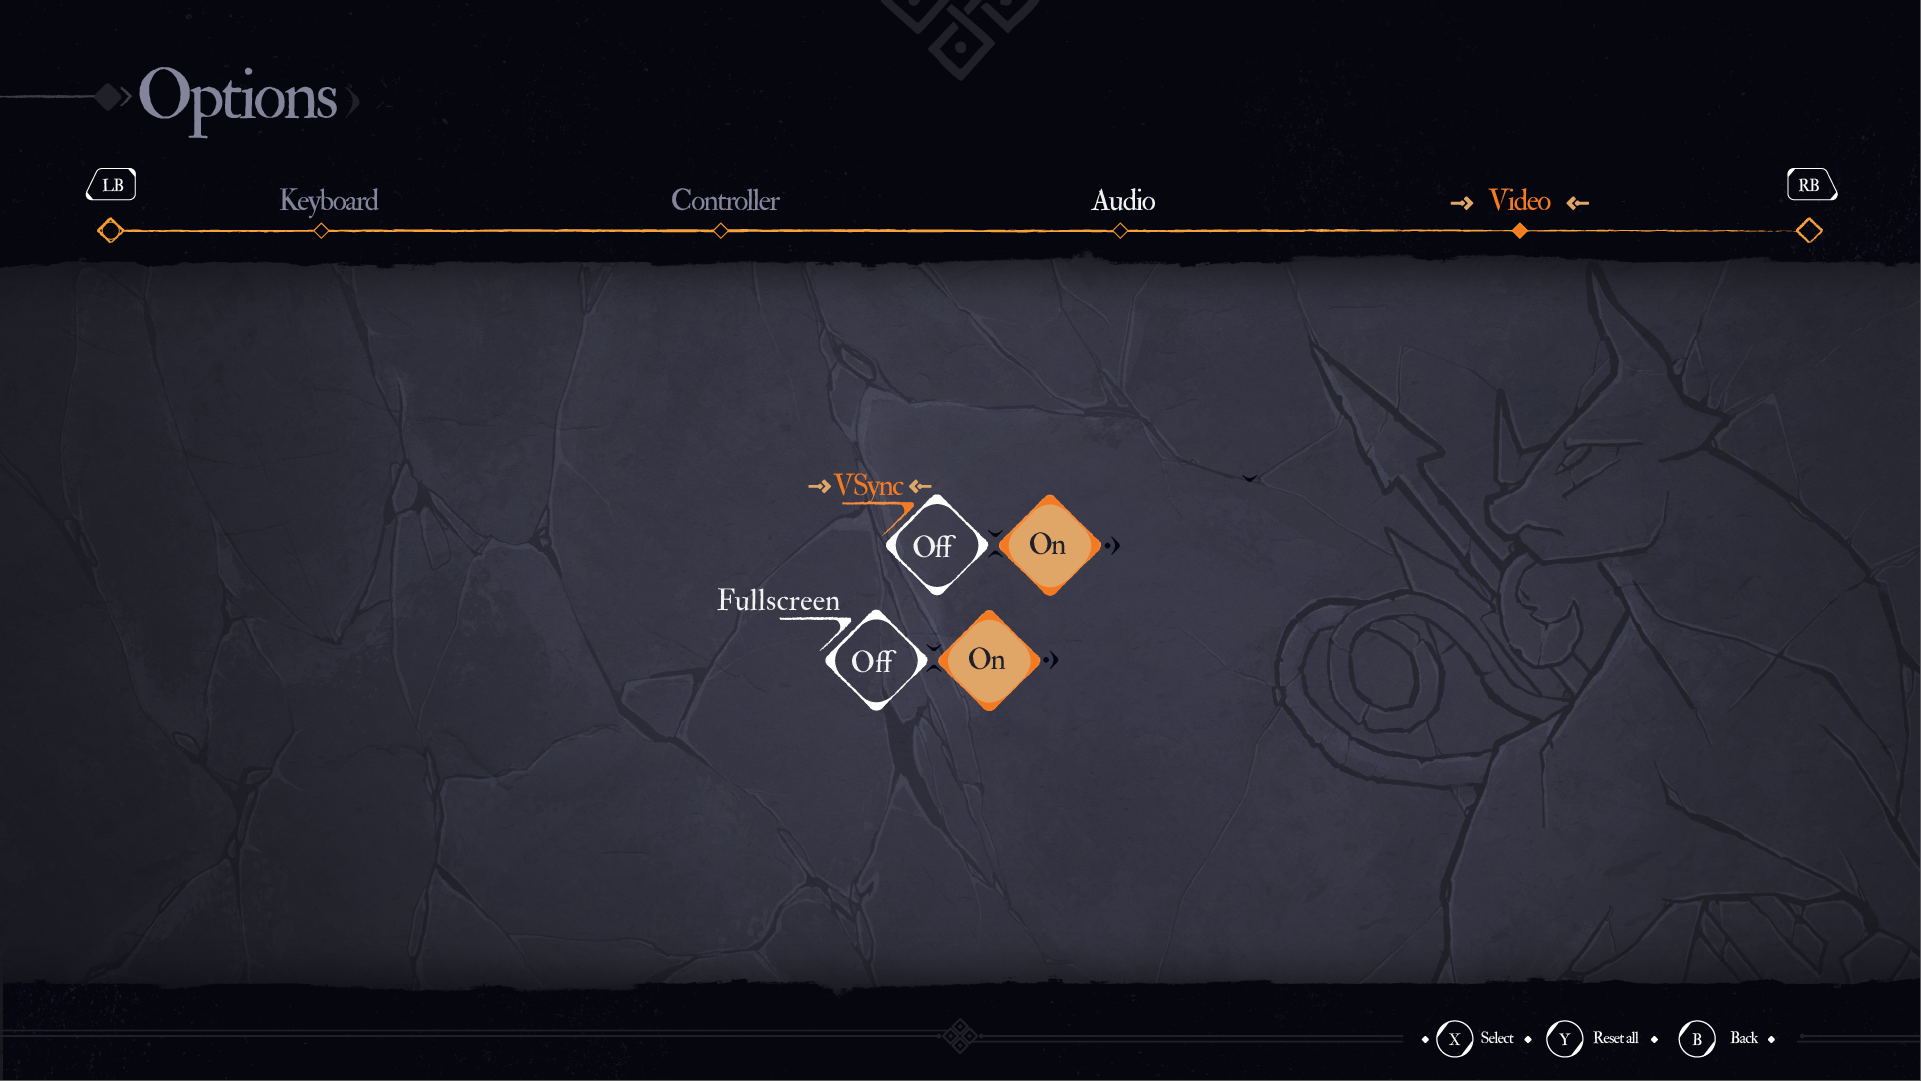 Options
LB
Keyboard
Controller
Audio
Video
RB
VSync
Off
On
Fullscreen
Off
On
X Select
Y Reset all
B Back